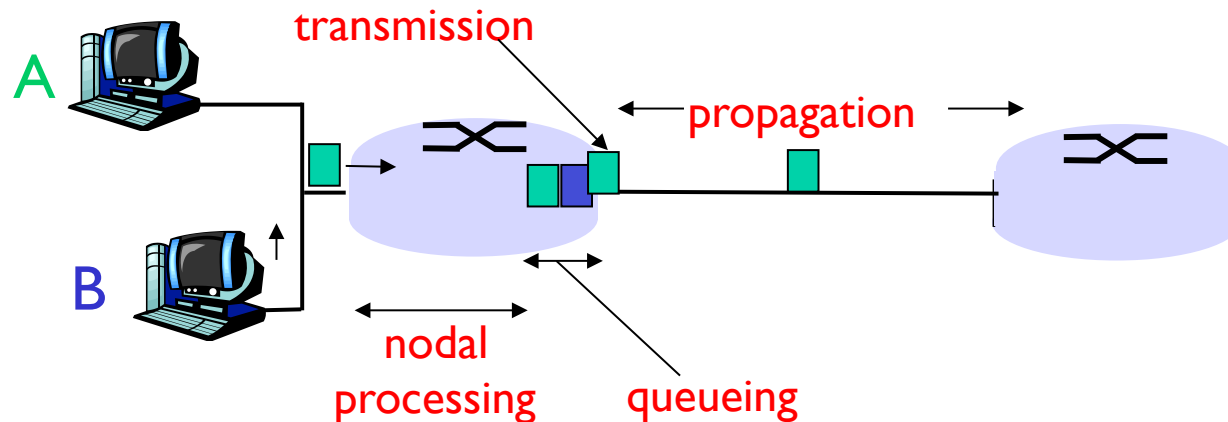 transmission
A
propagation
B
nodal
processing
queueing